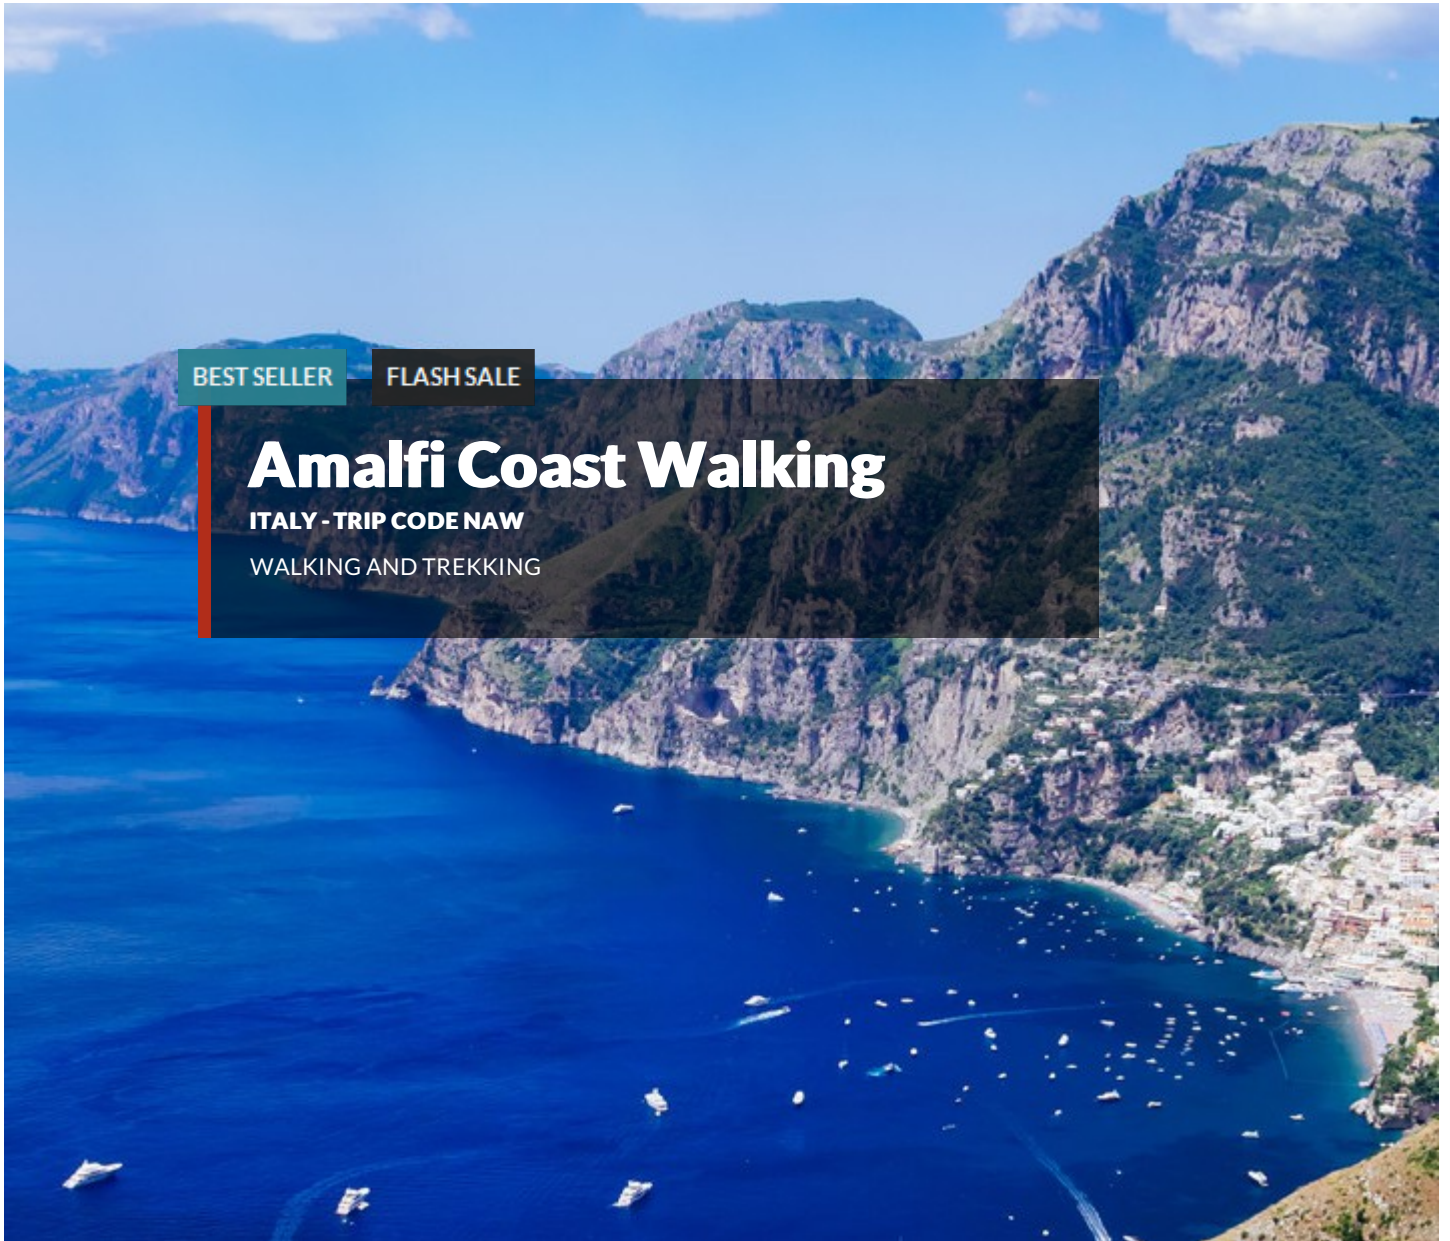 BEST SELLER FLASH SALE
Amalfi Coast Walking
ITALY - TRIP CODE NAW
WALKING AND TREKKING